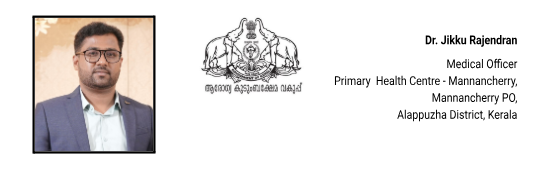 ആരോഗ്യ കുടുംബക്ഷേമ വകുപ്പ്
Dr. Jikku Rajendran
Medical Officer
Primary Health Centre - Mannancherry,
Mannancherry PO,
Alappuzha District, Kerala